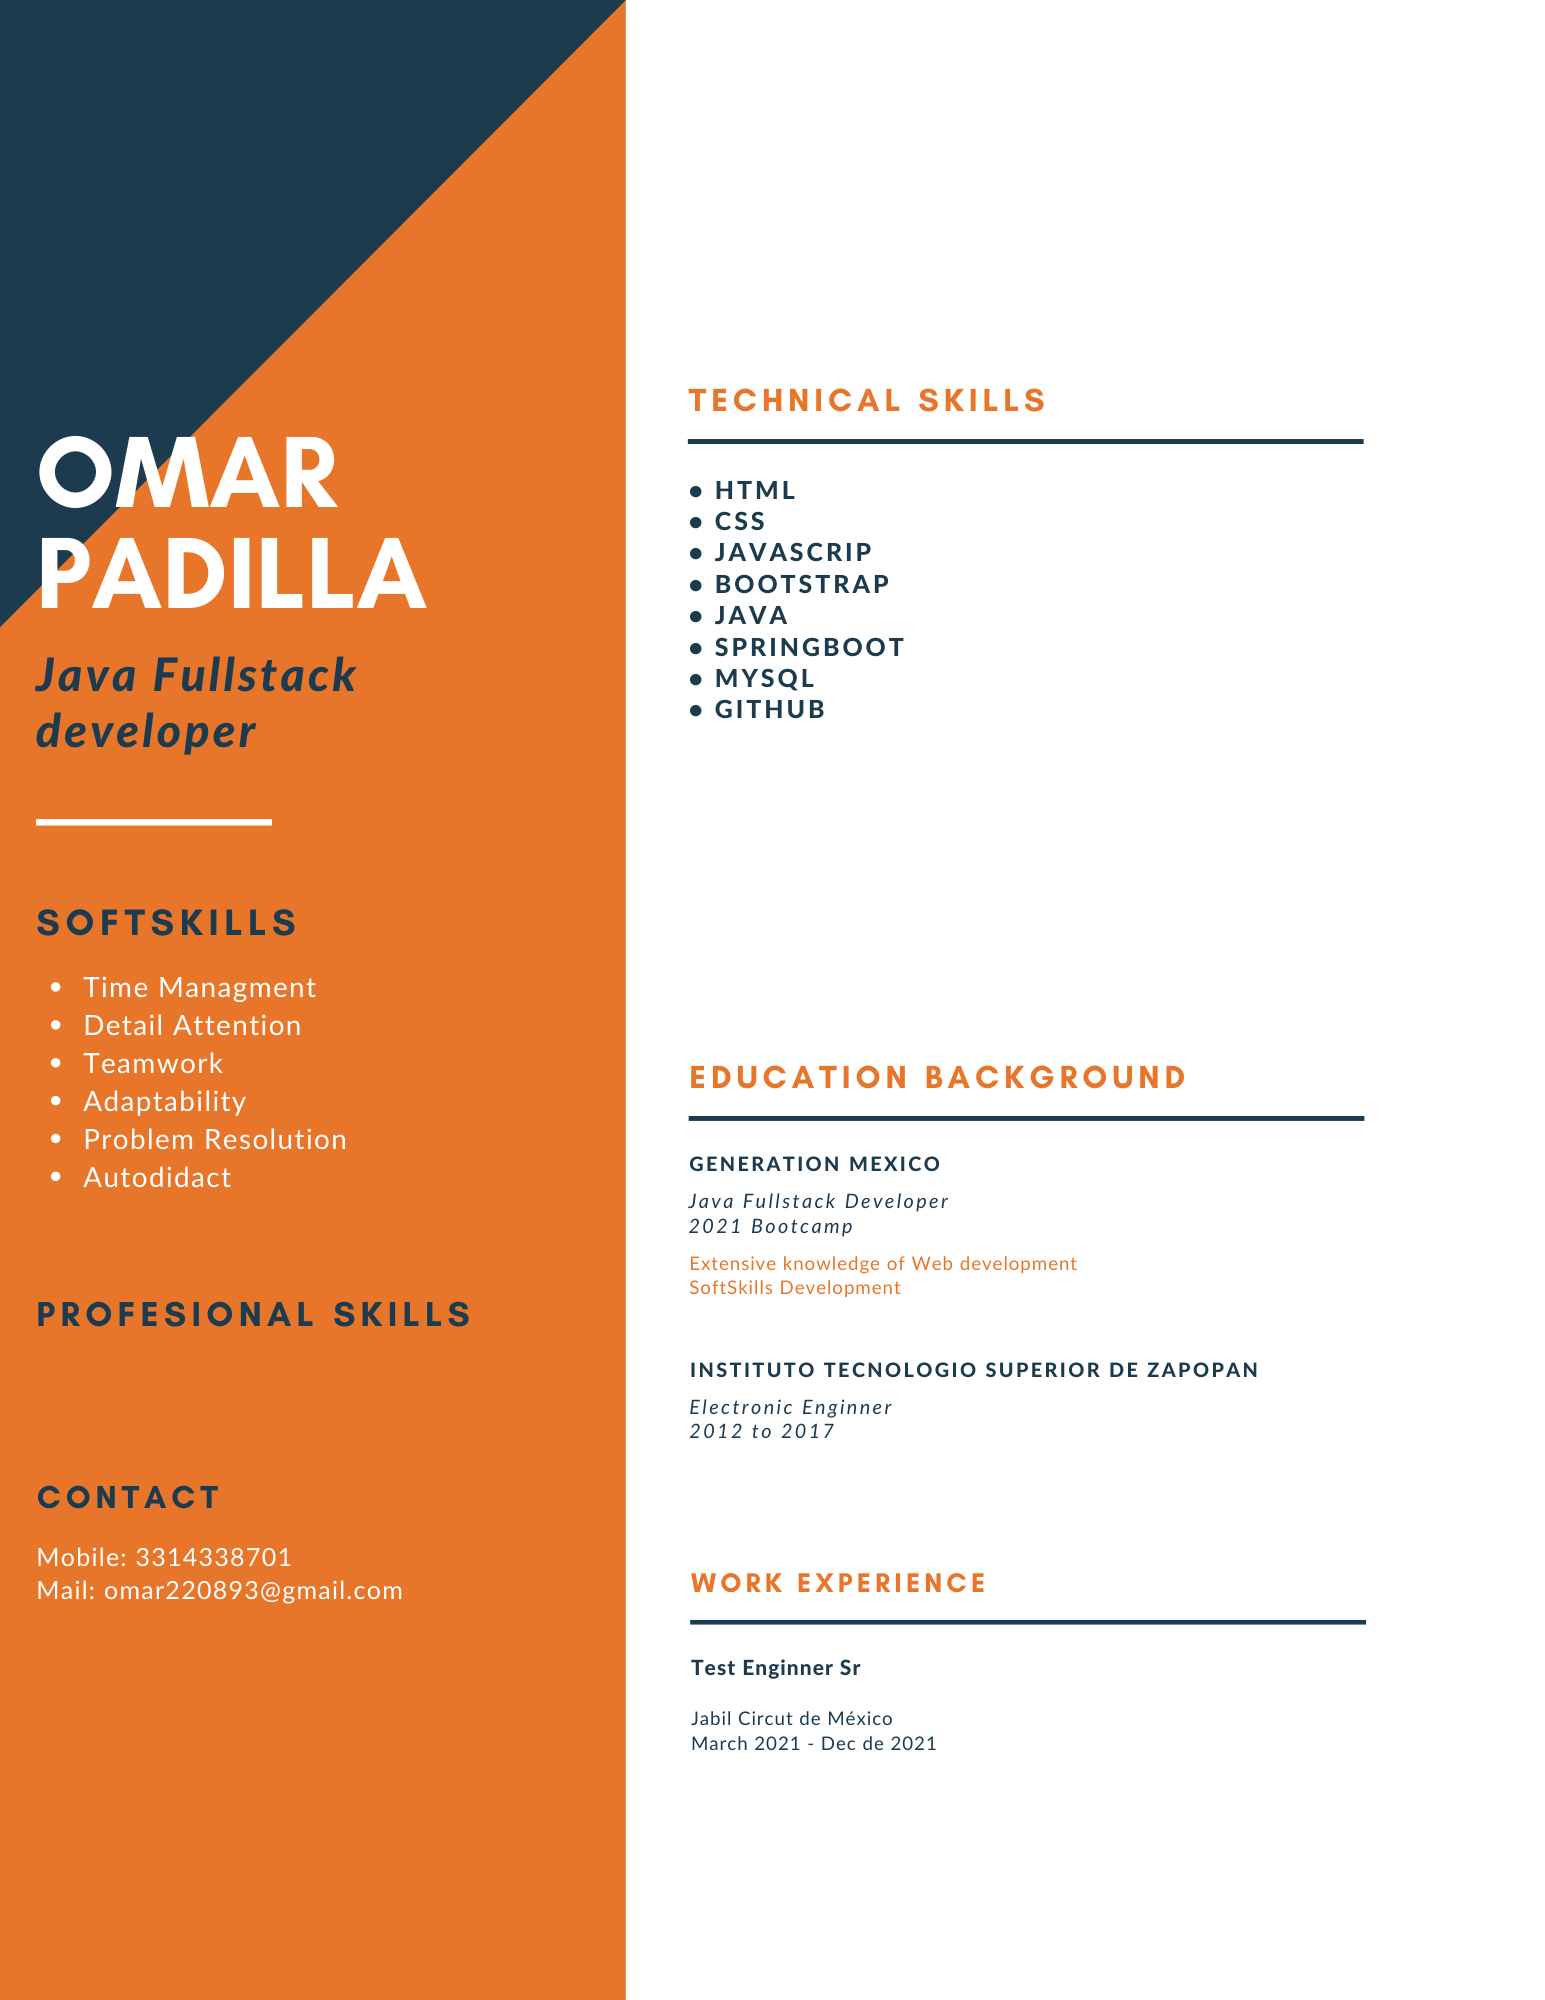 OMAR
PADILLA
Java Fullstack
developer
SOFTSKILLS
• Time Managment
• Detail Attention
• Teamwork
• Adaptability
• Problem Resolution
• Autodidact
PROFESIONAL SKILLS
CONTACT
Mobile: 3314338701
Mail: omar220893@gmail.com
TECHNICAL SKILLS
• HTML
• CSS
• JAVASCRIP
• BOOTSTRAP
• JAVA
• SPRINGBOOT
• MYSQL
• GITHUB
EDUCATION BACKGROUND
GENERATION MEXICO
Java Fullstack Developer
2021 Bootcamp
Extensive knowledge of Web development
SoftSkills Development
INSTITUTO TECNOLOGIO SUPERIOR DE ZAPOPAN
Electronic Enginner
2012 to 2017
WORK EXPERIENCE
Test Enginner Sr
Jabil Circut de México
March 2021 - Dec de 2021